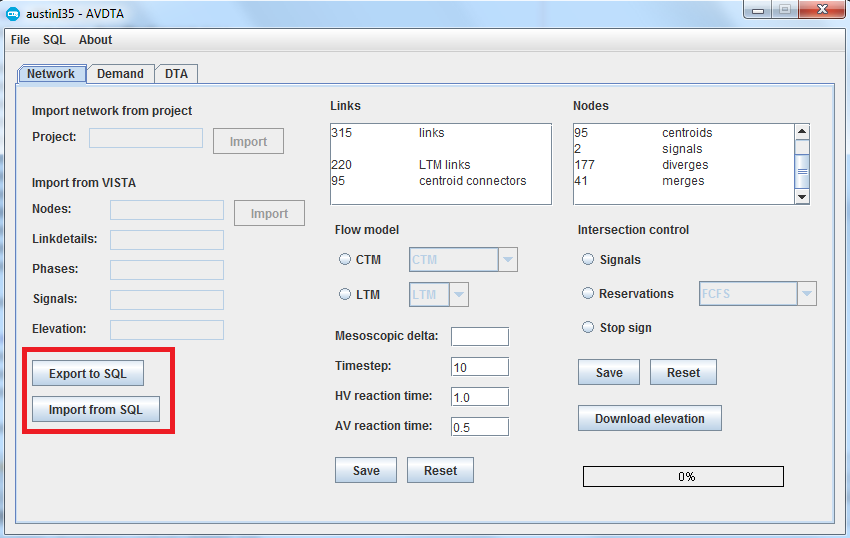 austinI35 - AVDTA
File SQL About
Network Demand DTA
Import network from project
Project: Import
Import from VISTA
Nodes: Import
Linkdetails:
Phases:
Signals:
Elevation:
Export to SQL
Import from SQL
Links
315 links
220 LTM links
95 centroid connectors
Flow model
CTM CTM
LTM LTM
Mesoscopic delta:
Timestep: 10
HV reaction time: 1.0
AV reaction time: 0.5
Save Reset
Nodes
95 centroids
2 signals
177 diverges
41 merges
Intersection control
Signals
Reservations FCFS
Stop sign
Save Reset
Download elevation
0%